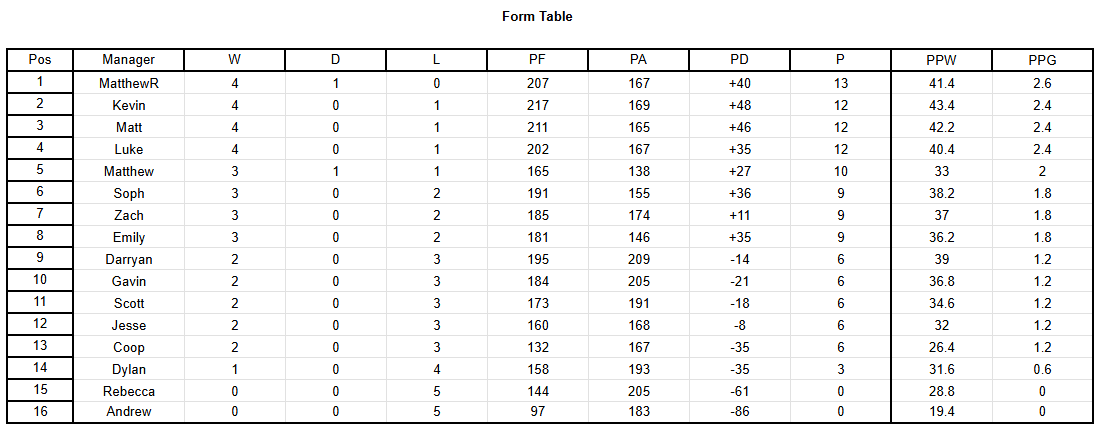 Form Table
Pos Manager W D L PF PA PD P PPW PPG
1 MatthewR 4 1 0 207 167 +40 13 41.4 2.6
2 Kevin 4 0 1 217 169 +48 12 43.4 2.4
3 Matt 4 0 1 211 165 +46 12 42.2 2.4
4 Luke 4 0 1 202 167 +35 12 40.4 2.4
5 Matthew 3 1 1 165 138 +27 10 33 2
6 Soph 3 0 2 191 155 +36 9 38.2 1.8
7 Zach 3 0 2 185 174 +11 9 37 1.8
8 Emily 3 0 2 181 146 +35 9 36.2 1.8
9 Darryan 2 0 3 195 209 -14 6 39 1.2
10 Gavin 2 0 3 184 205 -21 6 36.8 1.2
11 Scott 2 0 3 173 191 -18 6 34.6 1.2
12 Jesse 2 0 3 160 168 -8 6 32 1.2
13 Coop 2 0 3 132 167 -35 6 26.4 1.2
14 Dylan 1 0 4 158 193 -35 3 31.6 0.6
15 Rebecca 0 0 5 144 205 -61 0 28.8 0
16 Andrew 0 0 5 97 183 -86 0 19.4 0